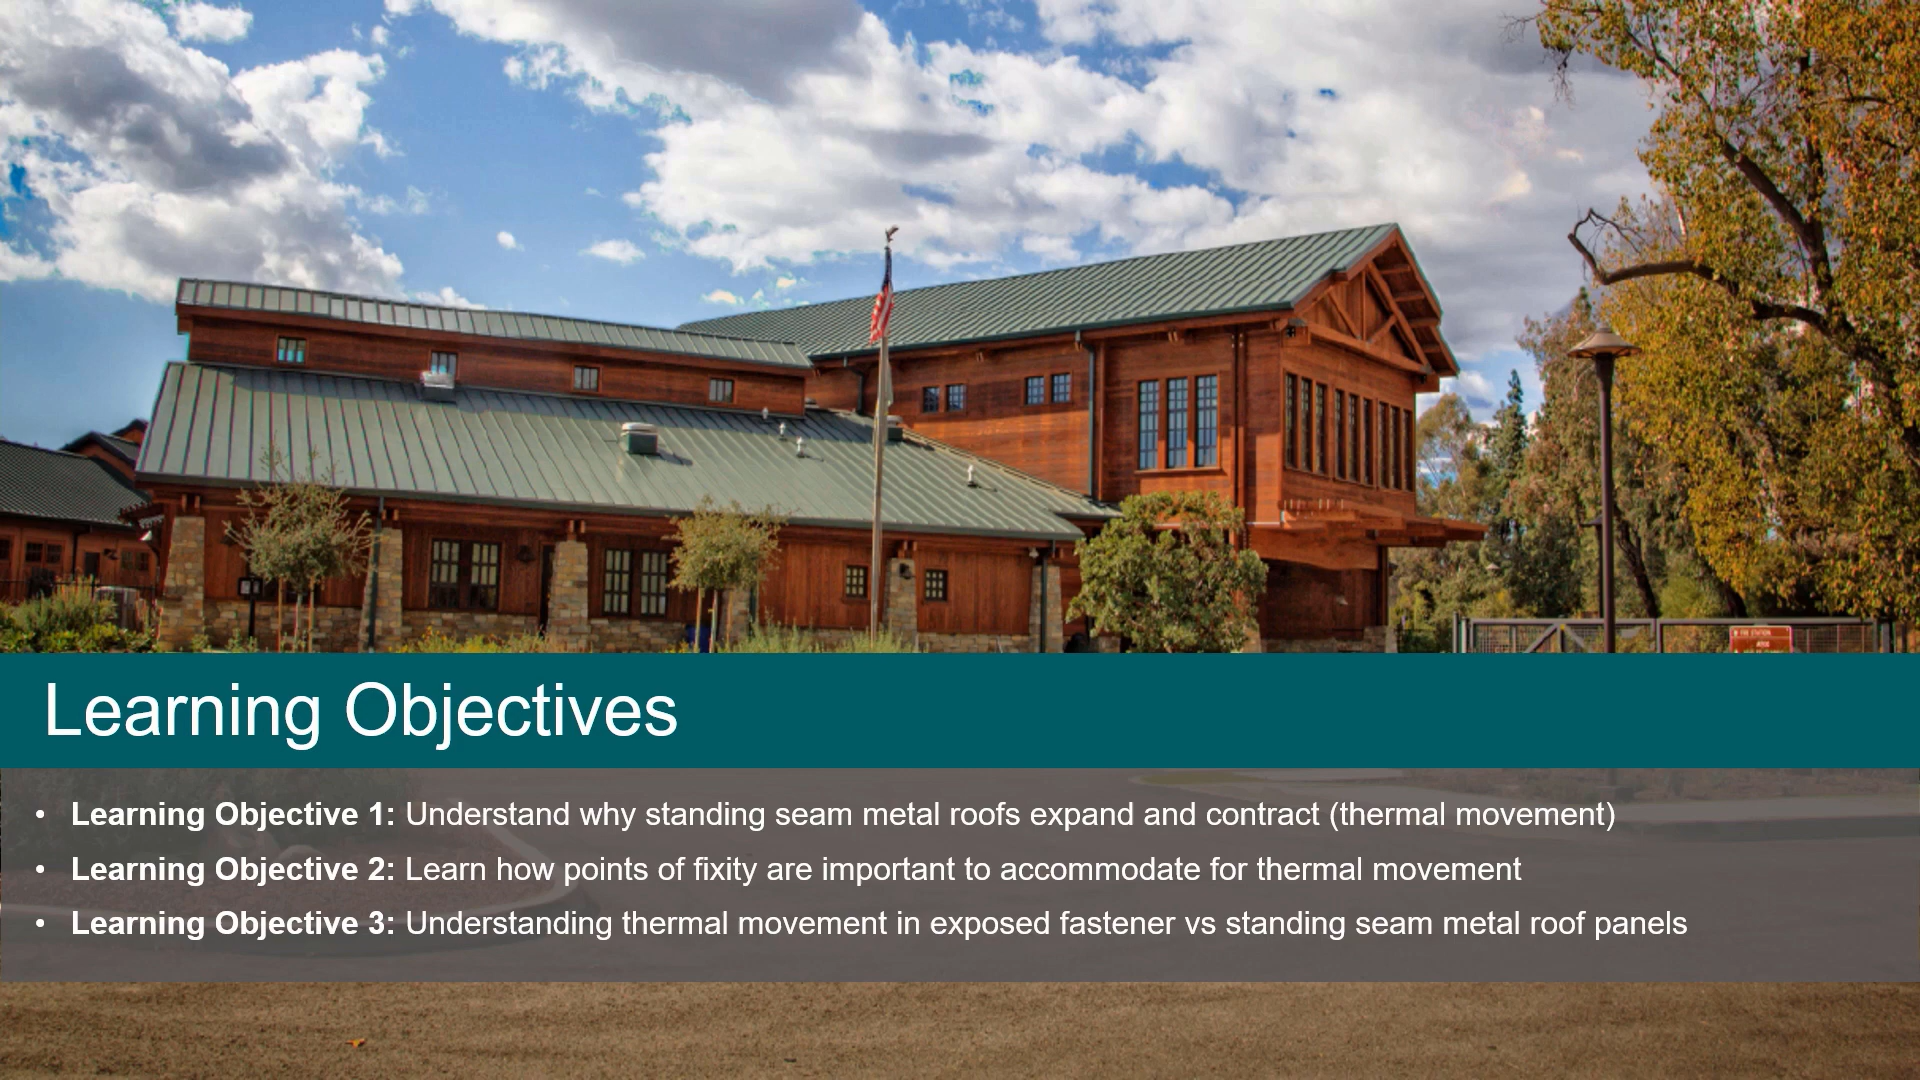 Learning Objectives
• Learning Objective 1: Understand why standing seam metal roofs expand and contract (thermal movement)
• Learning Objective 2: Learn how points of fixity are important to accommodate for thermal movement
• Learning Objective 3: Understanding thermal movement in exposed fastener vs standing seam metal roof panels
FIRE STATION